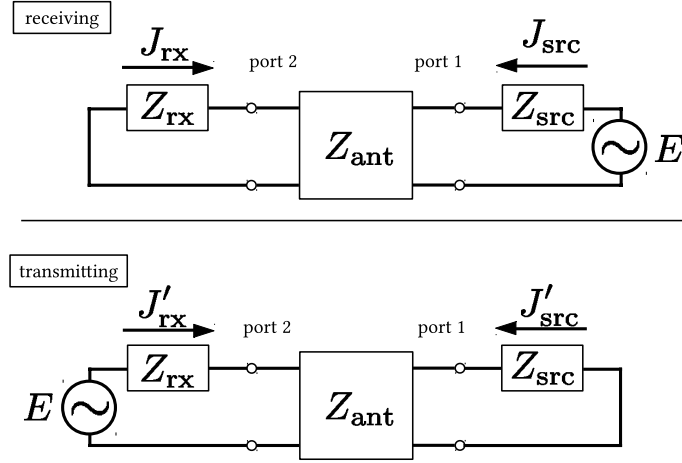 receiving
J_rx port 2 port 1 J_src
Z_rx Z_ant Z_src E
transmitting
J'_rx port 2 port 1 J'_src
E Z_rx Z_ant Z_src